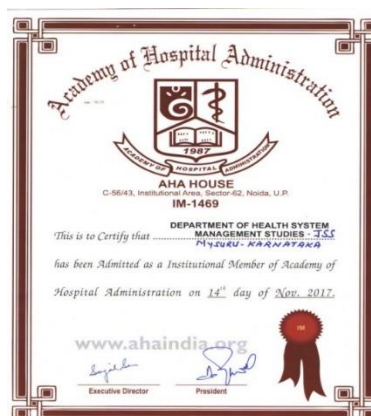 Academy of Hospital Administration
1987
ACADEMY OF HOSPITAL ADMINISTRATION
AHA HOUSE
C-56/43, Institutional Area, Sector-62, Noida, U.P.
IM-1469
This is to Certify that DEPARTMENT OF HEALTH SYSTEM
MANAGEMENT STUDIES - JSS
MYSURU - KARNATAKA
has been Admitted as a Institutional Member of Academy of
Hospital Administration on 14th day of Nov. 2017.
IM
www.ahaindia.org
Executive Director
President